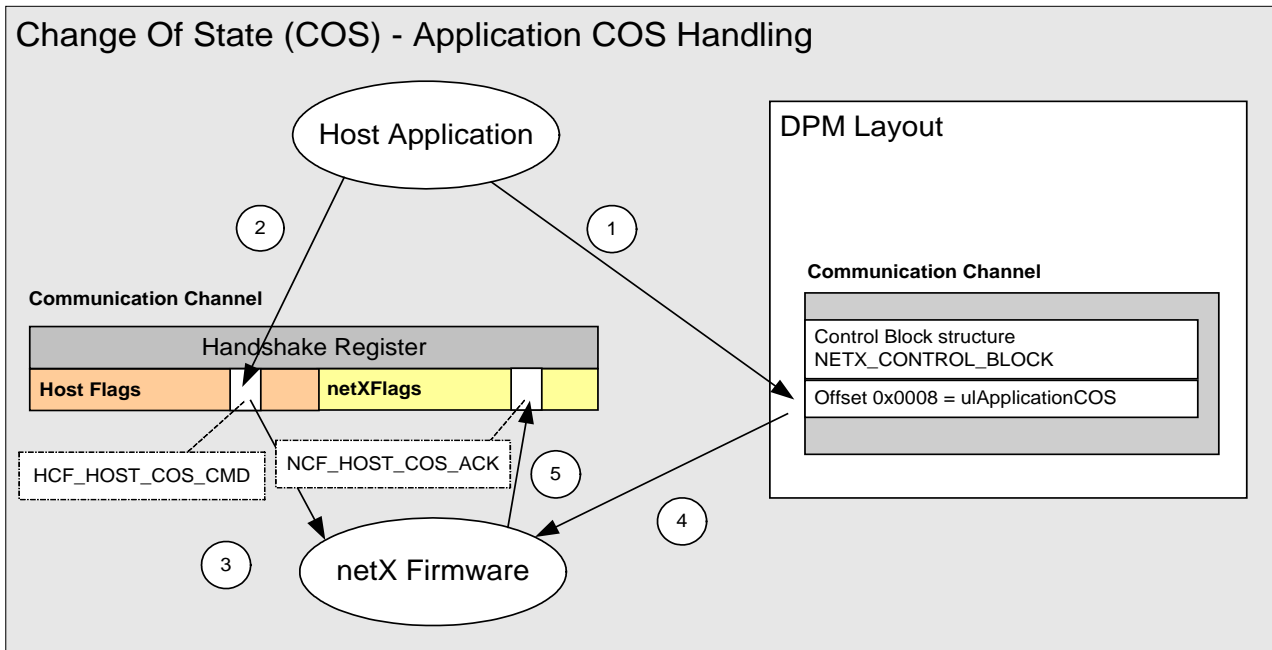 Change Of State (COS) - Application COS Handling
Host Application
DPM Layout
2
1
Communication Channel
Communication Channel
Handshake Register
Host Flags
netXFlags
Control Block structure
NETX_CONTROL_BLOCK
Offset 0x0008 = ulApplicationCOS
HCF_HOST_COS_CMD
NCF_HOST_COS_ACK
5
4
3
netX Firmware